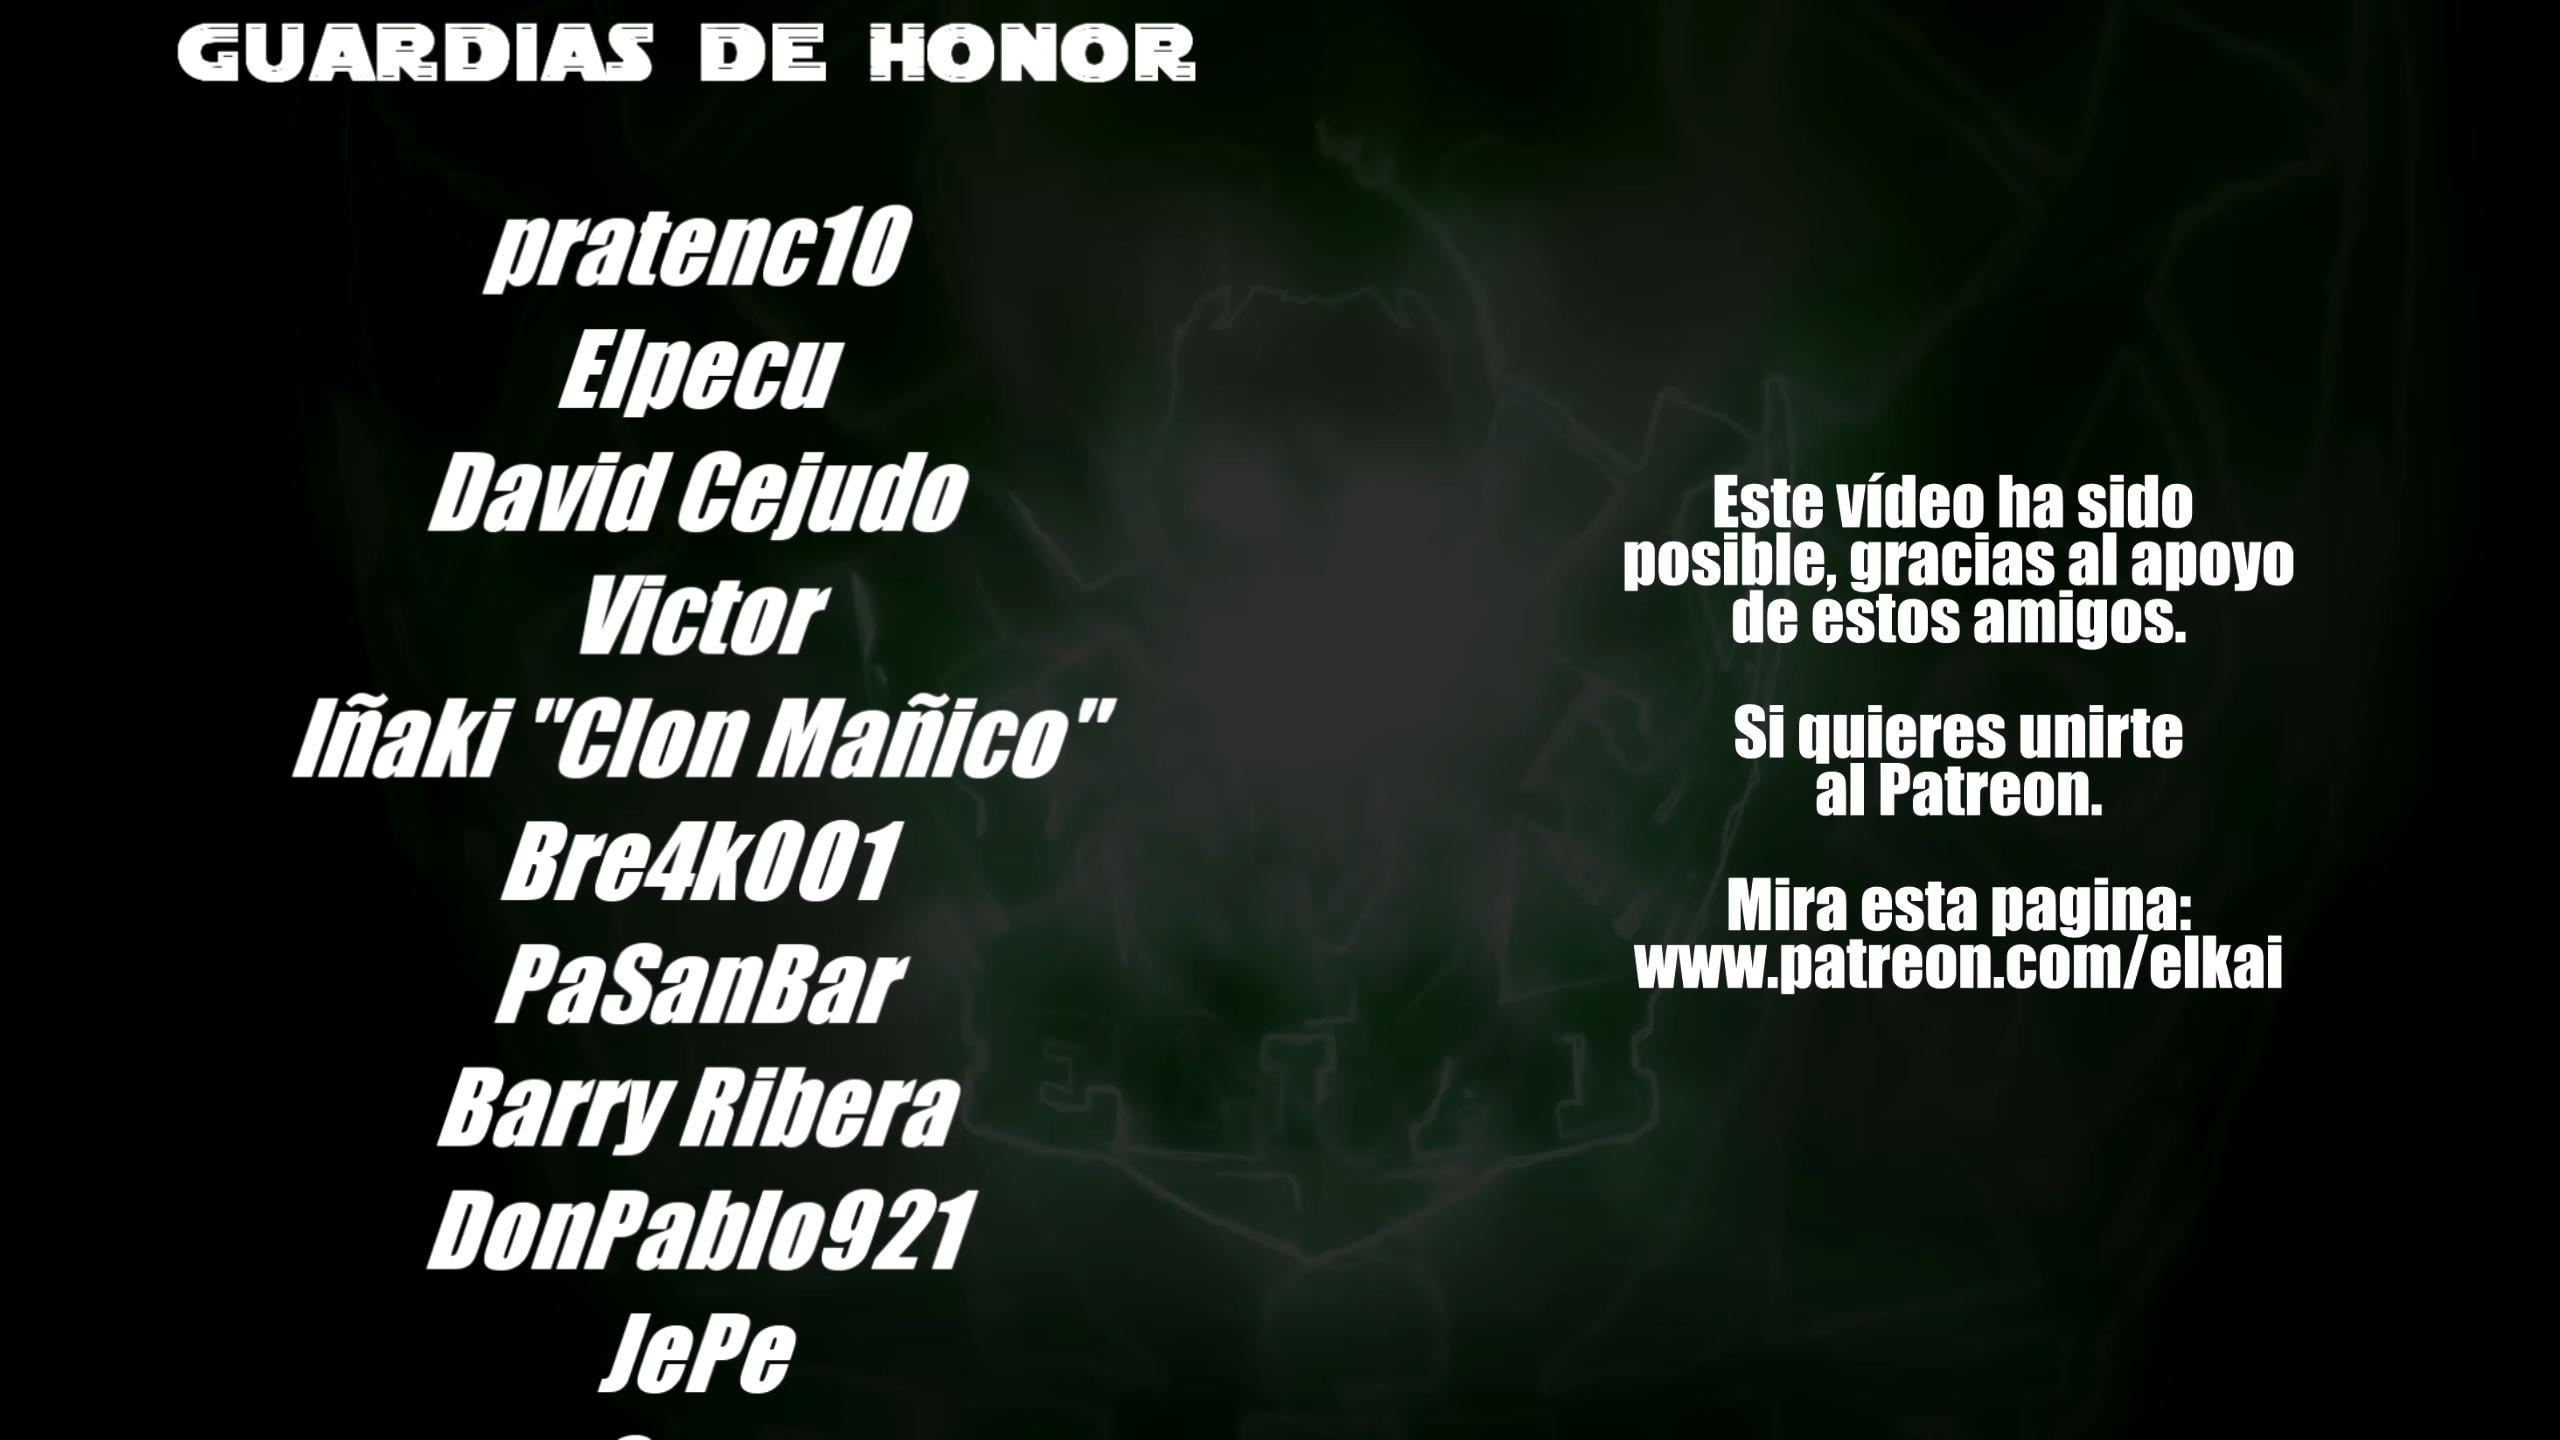 GUARDIAS DE HONOR
pratenc10
Elpecu
David Cejudo
Victor
Iñaki "Clon Mañico"
Bre4k001
PaSanBar
Barry Ribera
DonPablo921
JePe
Este vídeo ha sido
posible, gracias al apoyo
de estos amigos.
Si quieres unirte
al Patreon.
Mira esta pagina:
www.patreon.com/elkai